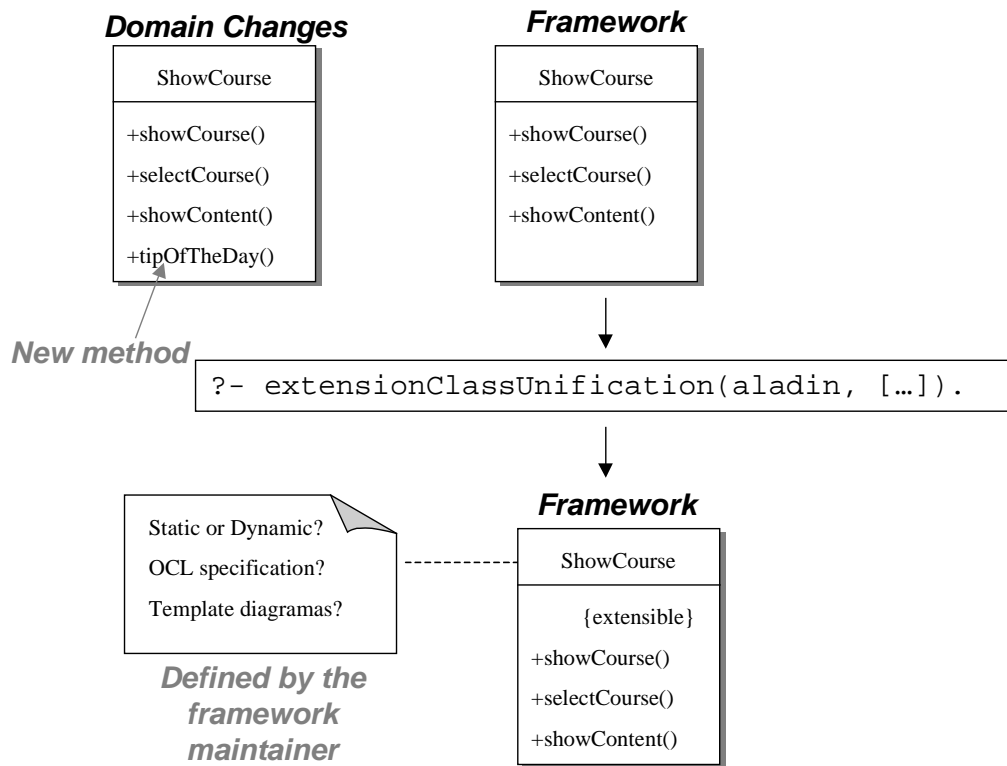 Domain Changes
ShowCourse
+showCourse()
+selectCourse()
+showContent()
+tipOfTheDay()
New method
Framework
ShowCourse
+showCourse()
+selectCourse()
+showContent()
?- extensionClassUnification(aladin, […]).
Static or Dynamic?
OCL specification?
Template diagramas?
Defined by the
framework
maintainer
Framework
ShowCourse
{extensible}
+showCourse()
+selectCourse()
+showContent()